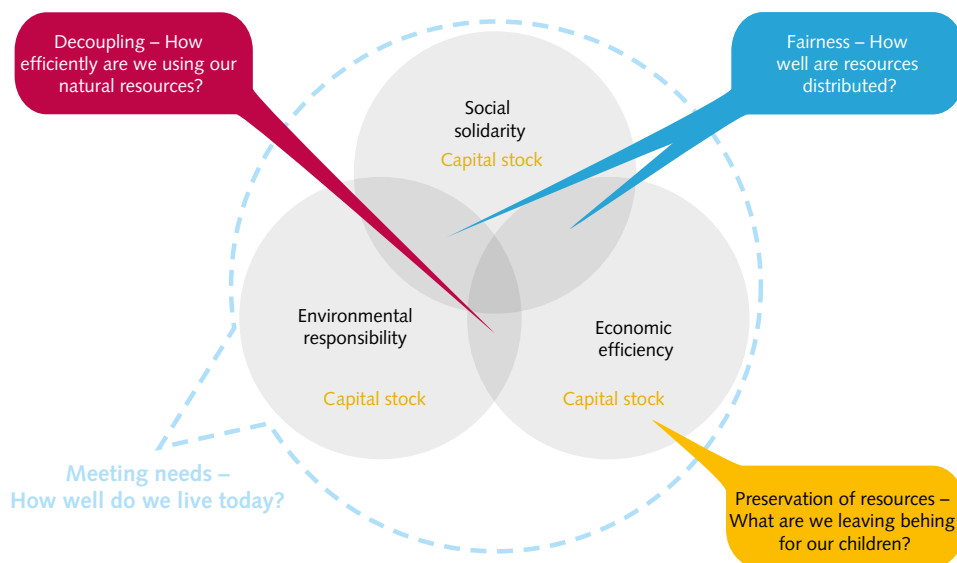 Decoupling – How
efficiently are we using our
natural resources?
Fairness – How
well are resources
distributed?
Social
solidarity
Capital stock
Environmental
responsibility
Capital stock
Economic
efficiency
Capital stock
Meeting needs –
How well do we live today?
Preservation of resources –
What are we leaving behing
for our children?